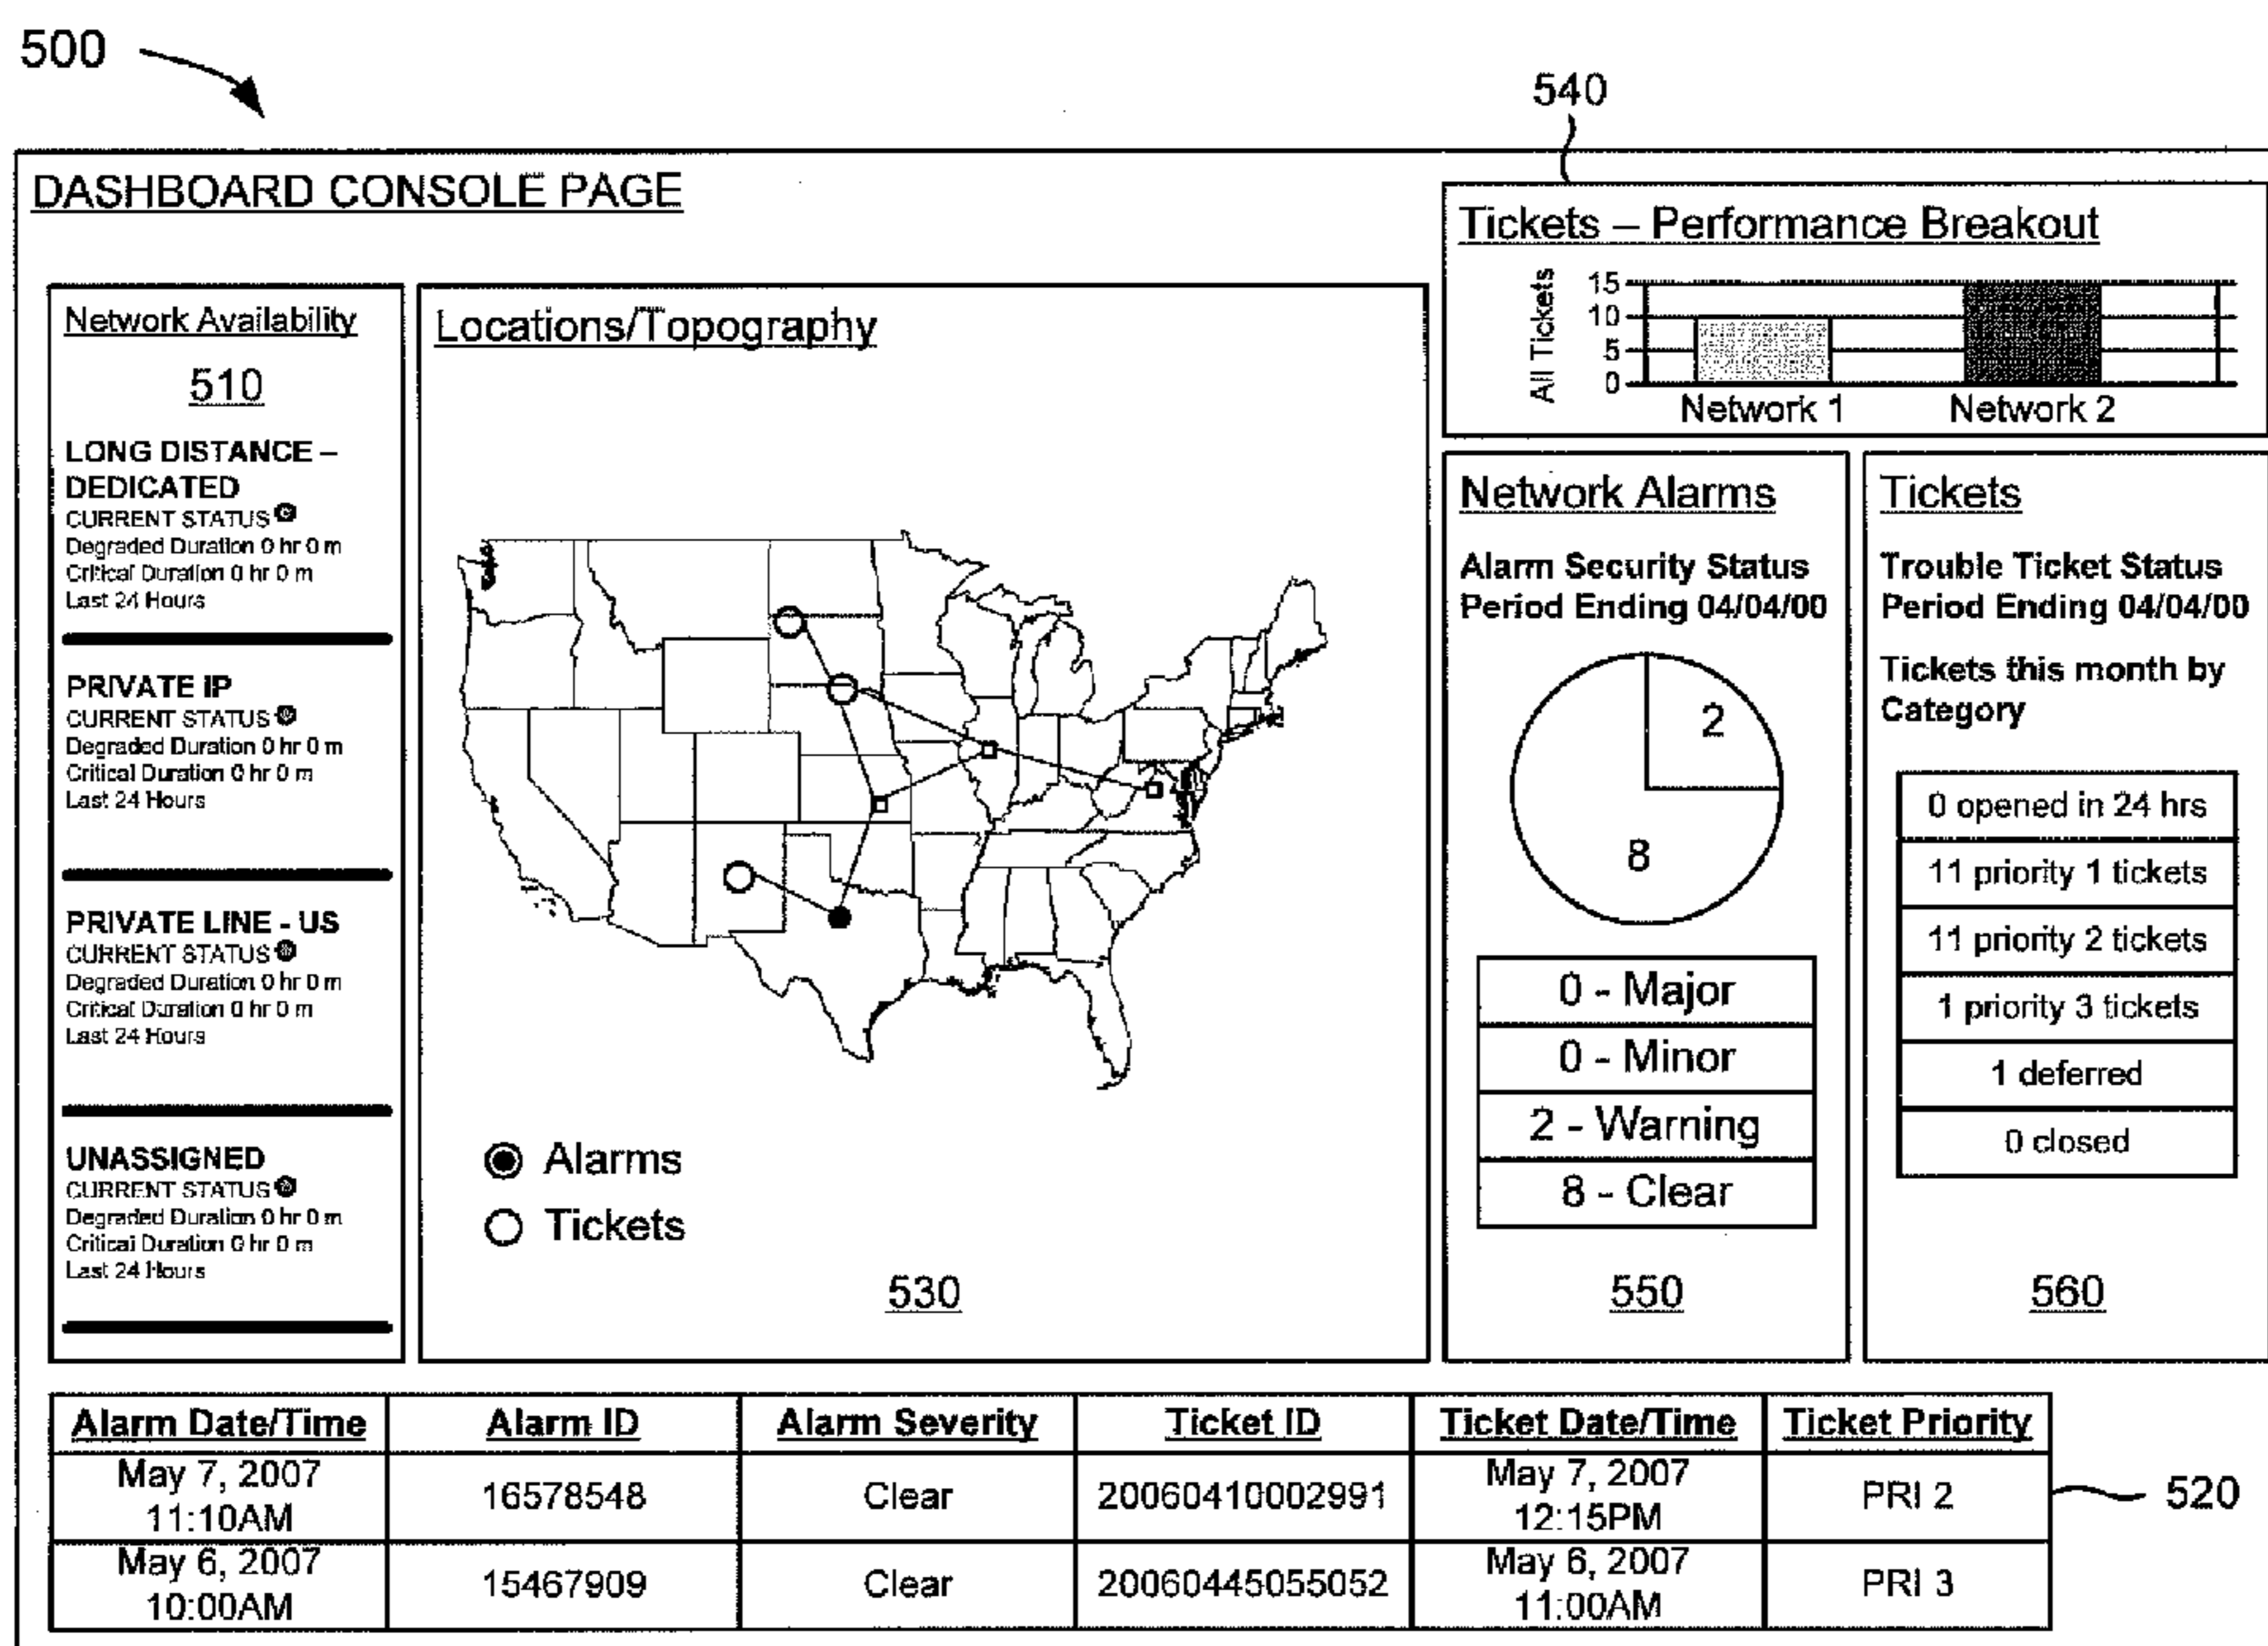 500
540
DASHBOARD CONSOLE PAGE
Tickets – Performance Breakout
All Tickets
15
10
5
0
Network 1
Network 2
Network Availability
510
LONG DISTANCE –
DEDICATED
CURRENT STATUS
Degraded Duration 0 hr 0 m
Critical Duration 0 hr 0 m
Last 24 Hours
PRIVATE IP
CURRENT STATUS
Degraded Duration 0 hr 0 m
Critical Duration 0 hr 0 m
Last 24 Hours
PRIVATE LINE - US
CURRENT STATUS
Degraded Duration 0 hr 0 m
Critical Duration 0 hr 0 m
Last 24 Hours
UNASSIGNED
CURRENT STATUS
Degraded Duration 0 hr 0 m
Critical Duration 0 hr 0 m
Last 24 Hours
Locations/Topography
Alarms
Tickets
530
Network Alarms
Alarm Security Status
Period Ending 04/04/00
2
8
0 - Major
0 - Minor
2 - Warning
8 - Clear
550
Tickets
Trouble Ticket Status
Period Ending 04/04/00
Tickets this month by
Category
0 opened in 24 hrs
11 priority 1 tickets
11 priority 2 tickets
1 priority 3 tickets
1 deferred
0 closed
560
Alarm Date/Time Alarm ID Alarm Severity Ticket ID Ticket Date/Time Ticket Priority
May 7, 2007 11:10AM 16578548 Clear 20060410002991 May 7, 2007 12:15PM PRI 2
May 6, 2007 10:00AM 15467909 Clear 20060445055052 May 6, 2007 11:00AM PRI 3
520